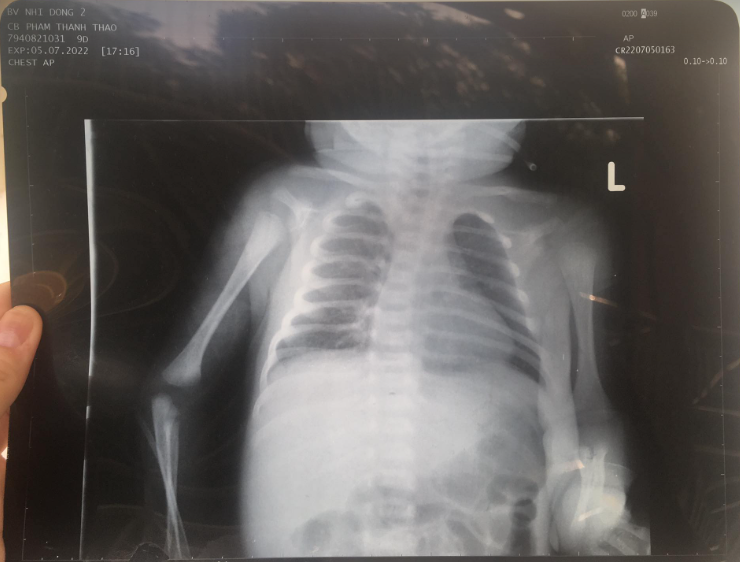 BV NHI DONG 2
CB PHAM THANH THAO
7940821031 9D
EXP:05.07.2022 [17:16]
CHEST AP
AP
CR2207050163
0.10->0.10
L